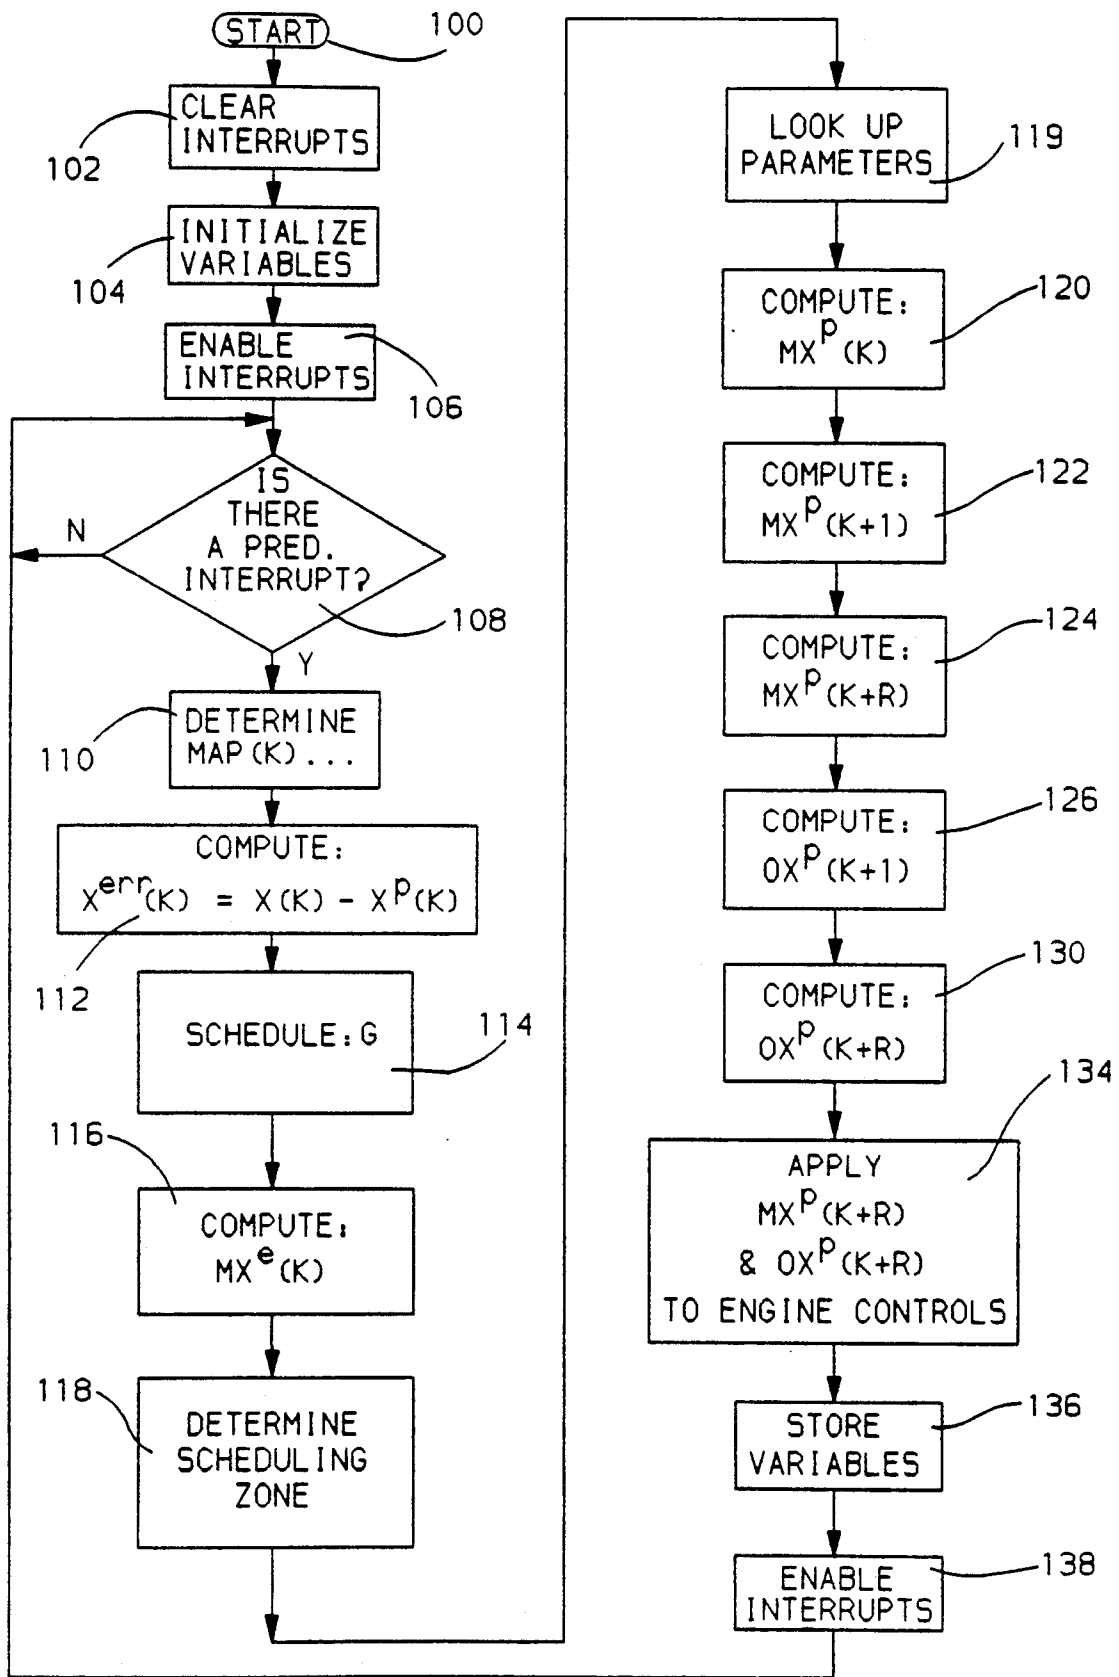 START
100
CLEAR
INTERRUPTS
102
INITIALIZE
VARIABLES
104
ENABLE
INTERRUPTS
106
IS
THERE
A PRED.
INTERRUPT?
N
108
Y
DETERMINE
MAP(K)...
110
COMPUTE:
X^err(K) = X(K) - X^p(K)
112
SCHEDULE: G
114
116
COMPUTE:
MX^e(K)
118
DETERMINE
SCHEDULING
ZONE
LOOK UP
PARAMETERS
119
COMPUTE:
MX^p(K)
120
COMPUTE:
MX^p(K+1)
122
COMPUTE:
MX^p(K+R)
124
COMPUTE:
OX^p(K+1)
126
COMPUTE:
OX^p(K+R)
130
APPLY
MX^p(K+R)
& OX^p(K+R)
TO ENGINE CONTROLS
134
STORE
VARIABLES
136
ENABLE
INTERRUPTS
138